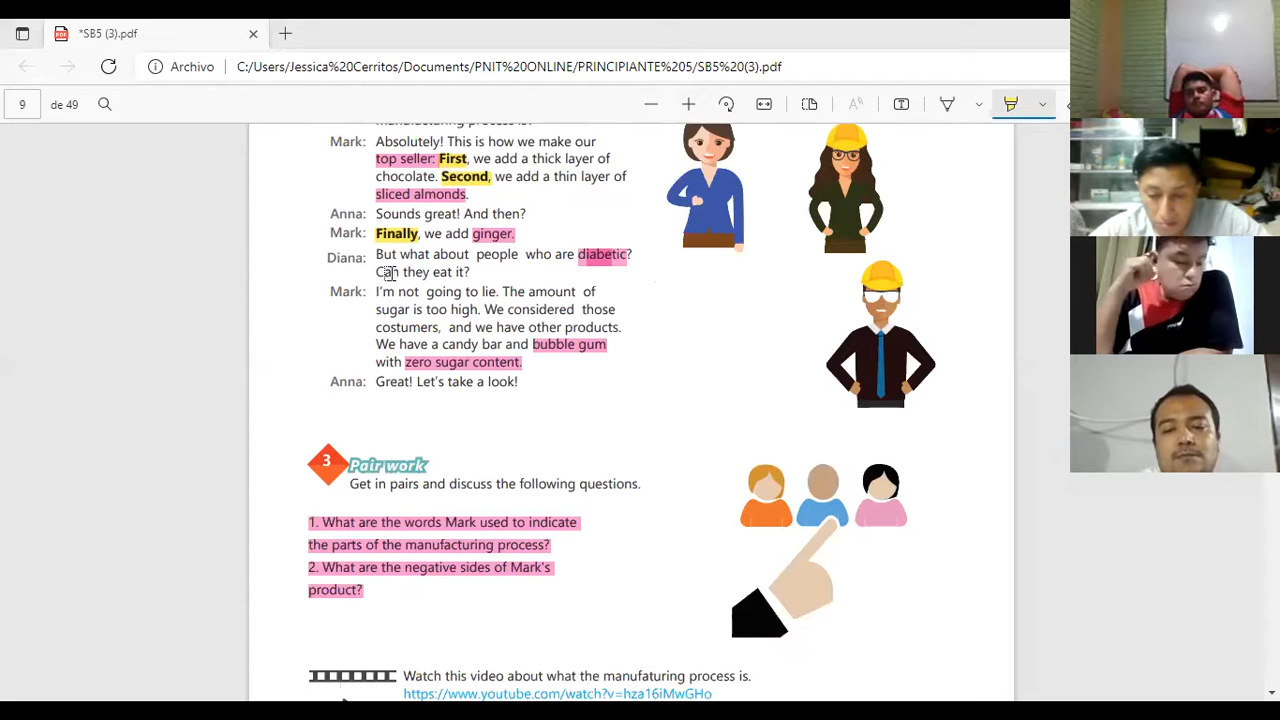 *SB5 (3).pdf
Archivo
C:/Users/Jessica%20Cerritos/Documents/PNIT%20ONLINE/PRINCIPIANTE%205/SB5%20(3).pdf
9 de 49
manufacturing process is?
Mark: Absolutely! This is how we make our
top seller: First, we add a thick layer of
chocolate. Second, we add a thin layer of
sliced almonds.
Anna: Sounds great! And then?
Mark: Finally, we add ginger.
Diana: But what about people who are diabetic?
Can they eat it?
Mark: I'm not going to lie. The amount of
sugar is too high. We considered those
costumers, and we have other products.
We have a candy bar and bubble gum
with zero sugar content.
Anna: Great! Let's take a look!
3 Pair work
Get in pairs and discuss the following questions.
1. What are the words Mark used to indicate
the parts of the manufacturing process?
2. What are the negative sides of Mark's
product?
Watch this video about what the manufaturing process is.
https://www.youtube.com/watch?v=hza16iMwGHo